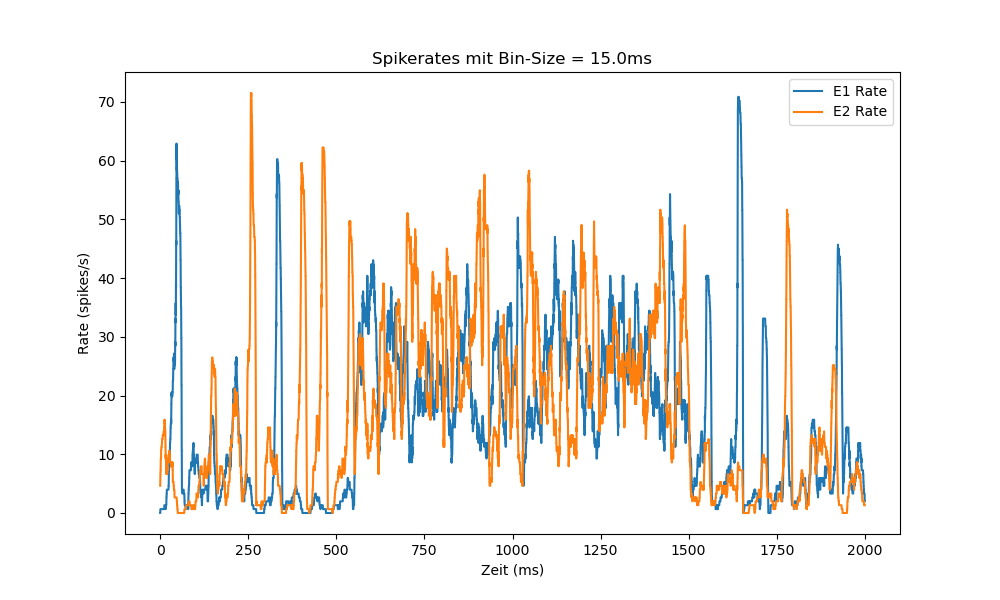 Spikerates mit Bin-Size = 15.0ms
E1 Rate
E2 Rate
Rate (spikes/s)
70
60
50
40
30
20
10
0
0 250 500 750 1000 1250 1500 1750 2000
Zeit (ms)